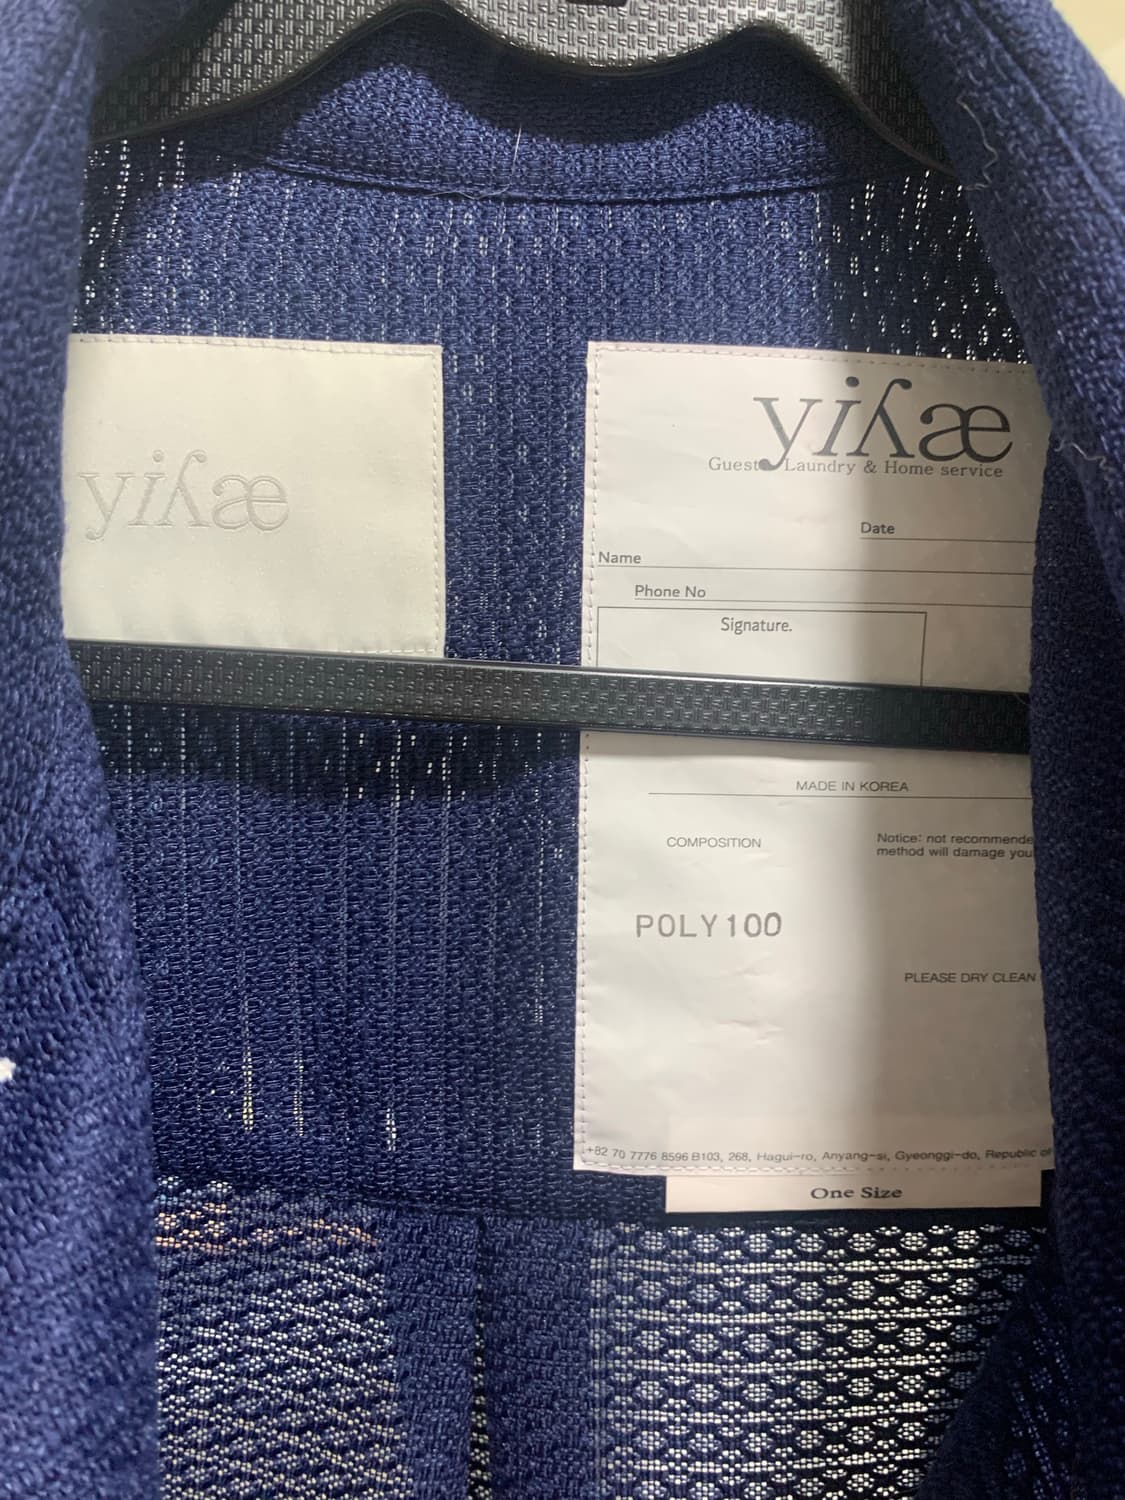 yiʎæ
yiʎæ
Guest Laundry & Home service
Date
Name
Phone No
Signature.
MADE IN KOREA
COMPOSITION
Notice: not recommende
method will damage you
POLY100
PLEASE DRY CLEAN
+82 70 7776 8596 B103, 268, Hagui-ro, Anyang-si, Gyeonggi-do, Republic of
One Size